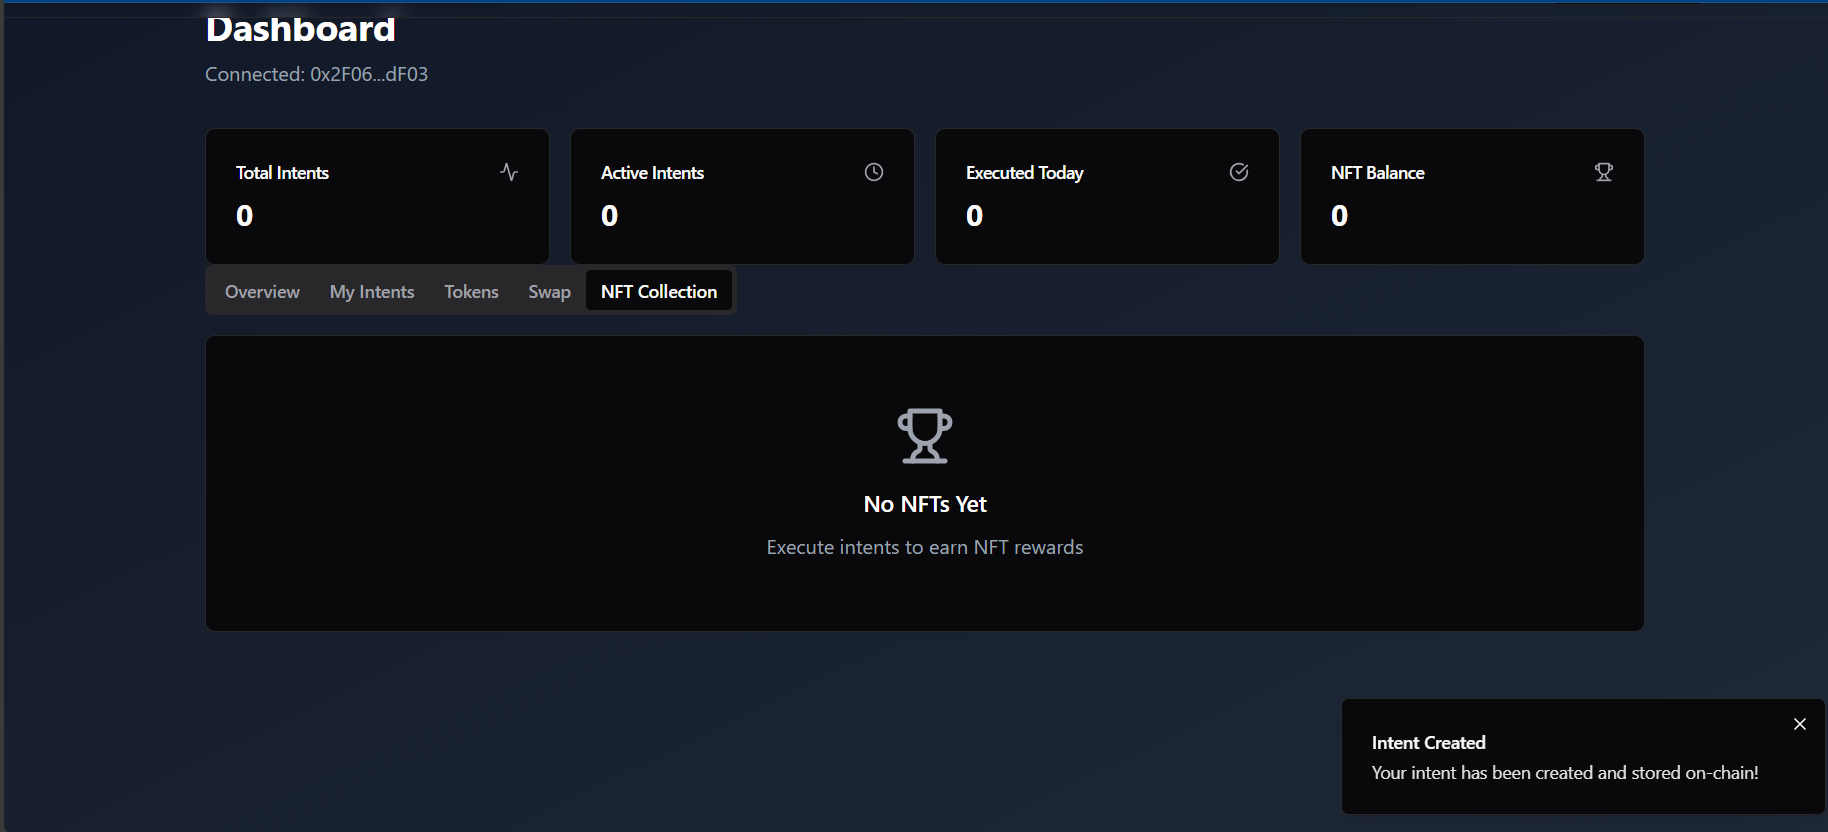 Dashboard
Connected: 0x2F06...dF03
Total Intents
0
Active Intents
0
Executed Today
0
NFT Balance
0
Overview My Intents Tokens Swap NFT Collection
No NFTs Yet
Execute intents to earn NFT rewards
Intent Created
Your intent has been created and stored on-chain!